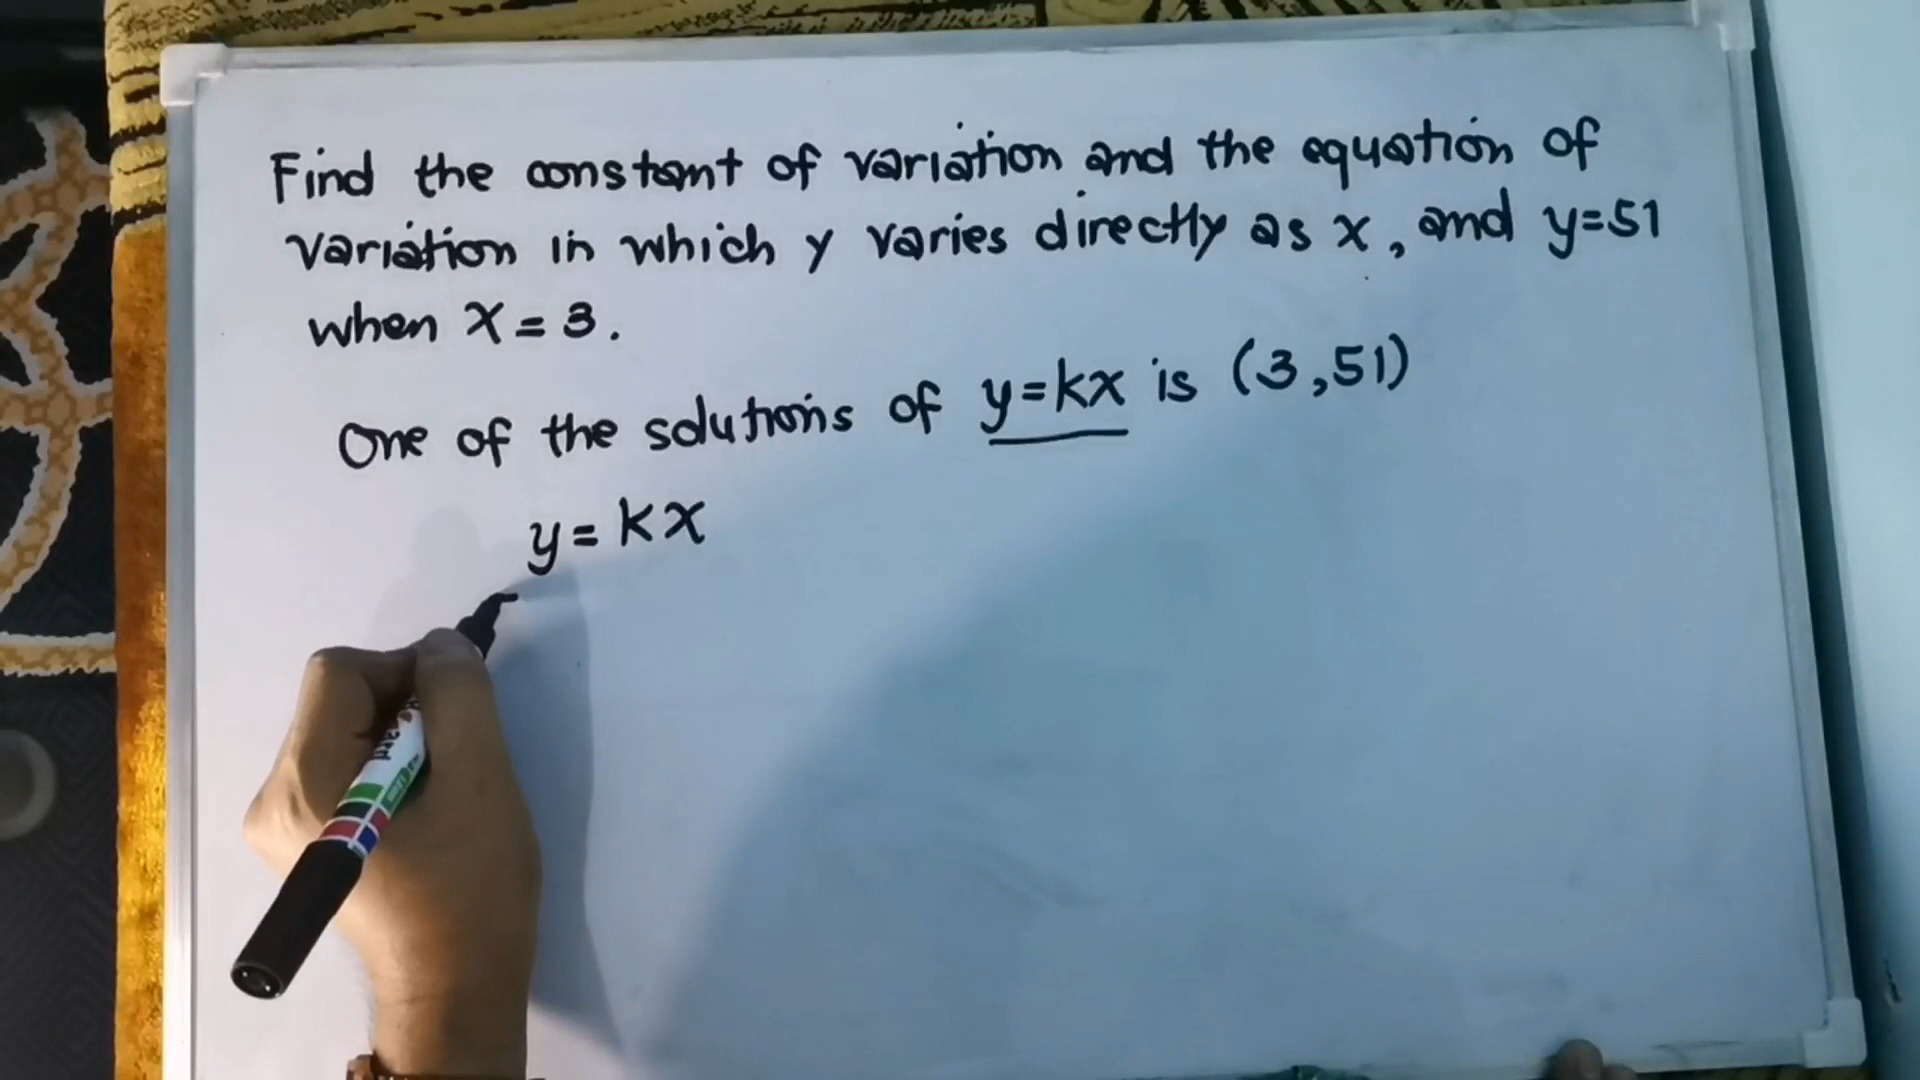 Find the constant of variation and the equation of
variation in which y varies directly as x, and y=51
when x=3.
One of the solutions of y=kx is (3,51)
y=kx